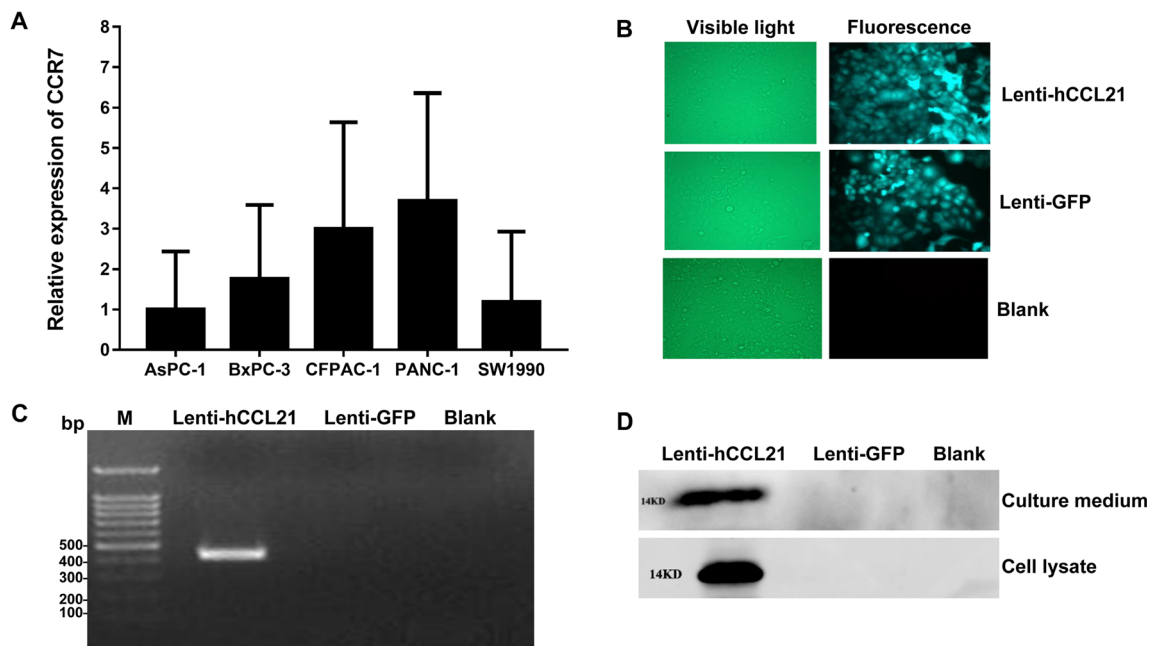 A
Relative expression of CCR7
8
7
6
5
4
3
2
1
0
AsPC-1 BxPC-3 CFPAC-1 PANC-1 SW1990
B
Visible light Fluorescence
Lenti-hCCL21
Lenti-GFP
Blank
C
bp M Lenti-hCCL21 Lenti-GFP Blank
500
400
300
200
100
D
Lenti-hCCL21 Lenti-GFP Blank
14KD Culture medium
14KD Cell lysate